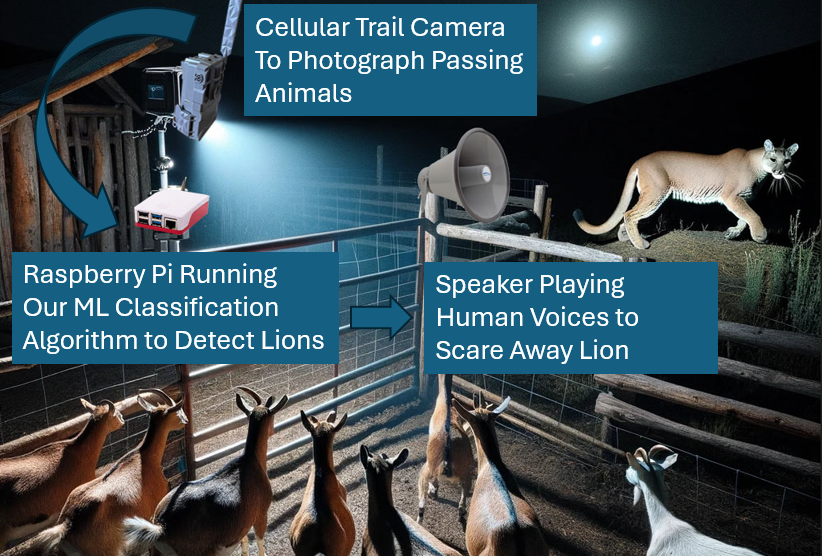 Cellular Trail Camera
To Photograph Passing
Animals
Raspberry Pi Running
Our ML Classification
Algorithm to Detect Lions
Speaker Playing
Human Voices to
Scare Away Lion